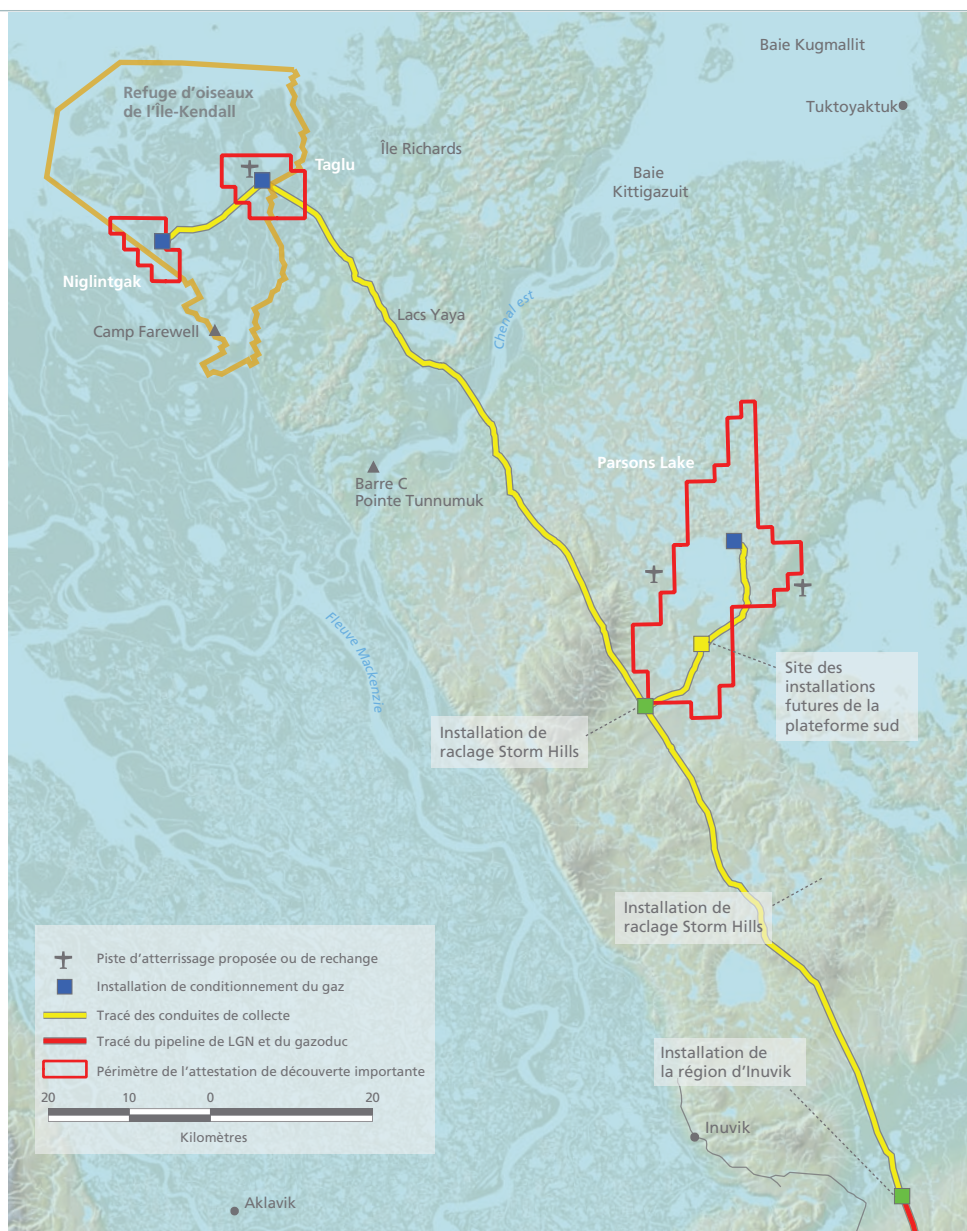 Baie Kugmallit
Tuktoyaktuk
Refuge d'oiseaux
de l'Île-Kendall
Taglu
Île Richards
Baie
Kittigazuit
Niglintgak
Camp Farewell
Lacs Yaya
Chenal est
Parsons Lake
Barre C
Pointe Tunnumuk
Fleuve Mackenzie
Site des
installations
futures de la
plateforme sud
Installation de
raclage Storm Hills
Installation de
raclage Storm Hills
Piste d'atterrissage proposée ou de rechange
Installation de conditionnement du gaz
Tracé des conduites de collecte
Tracé du pipeline de LGN et du gazoduc
Périmètre de l'attestation de découverte importante
20 10 0 20
Kilomètres
Installation de
la région d'Inuvik
Inuvik
Aklavik